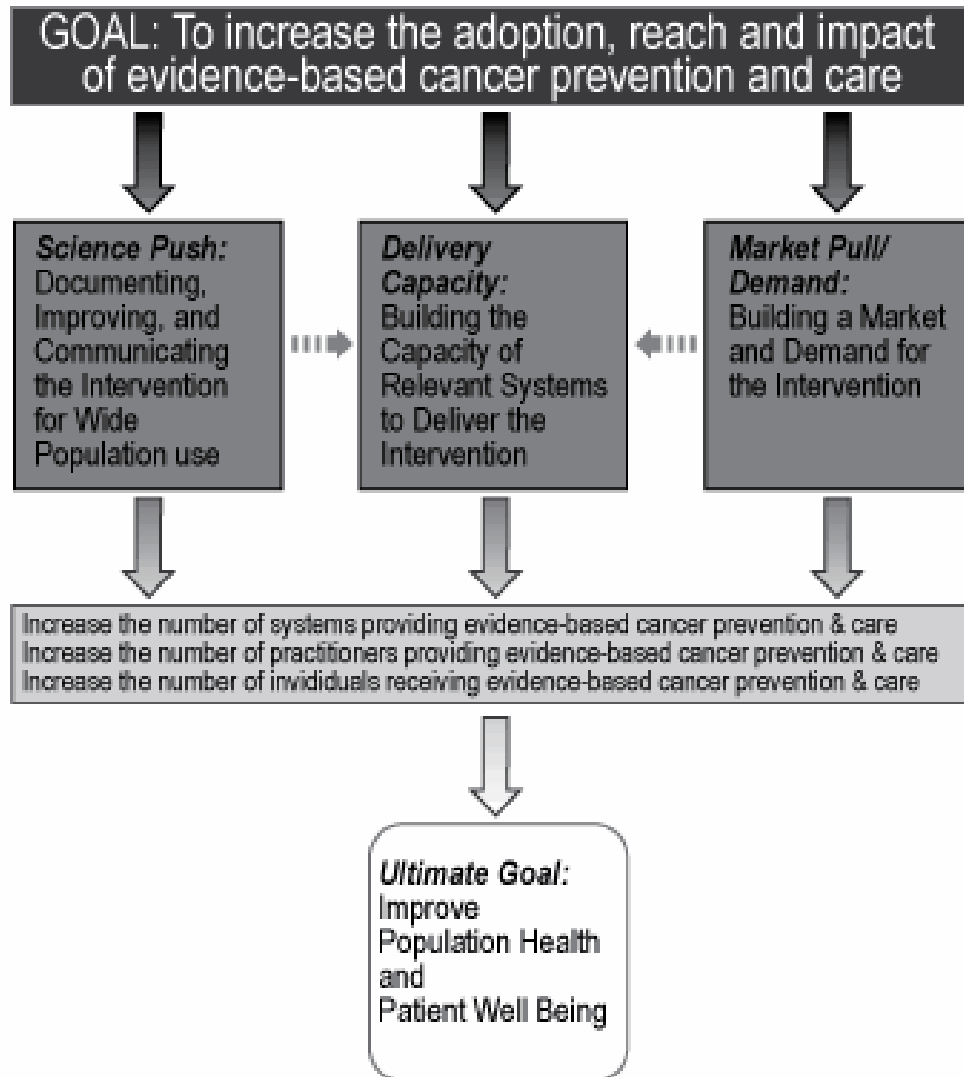 GOAL: To increase the adoption, reach and impact
of evidence-based cancer prevention and care
Science Push:
Documenting,
Improving, and
Communicating
the Intervention
for Wide
Population use
Delivery
Capacity:
Building the
Capacity of
Relevant Systems
to Deliver the
Intervention
Market Pull/
Demand:
Building a Market
and Demand for
the Intervention
Increase the number of systems providing evidence-based cancer prevention & care
Increase the number of practitioners providing evidence-based cancer prevention & care
Increase the number of invididuals receiving evidence-based cancer prevention & care
Ultimate Goal:
Improve
Population Health
and
Patient Well Being